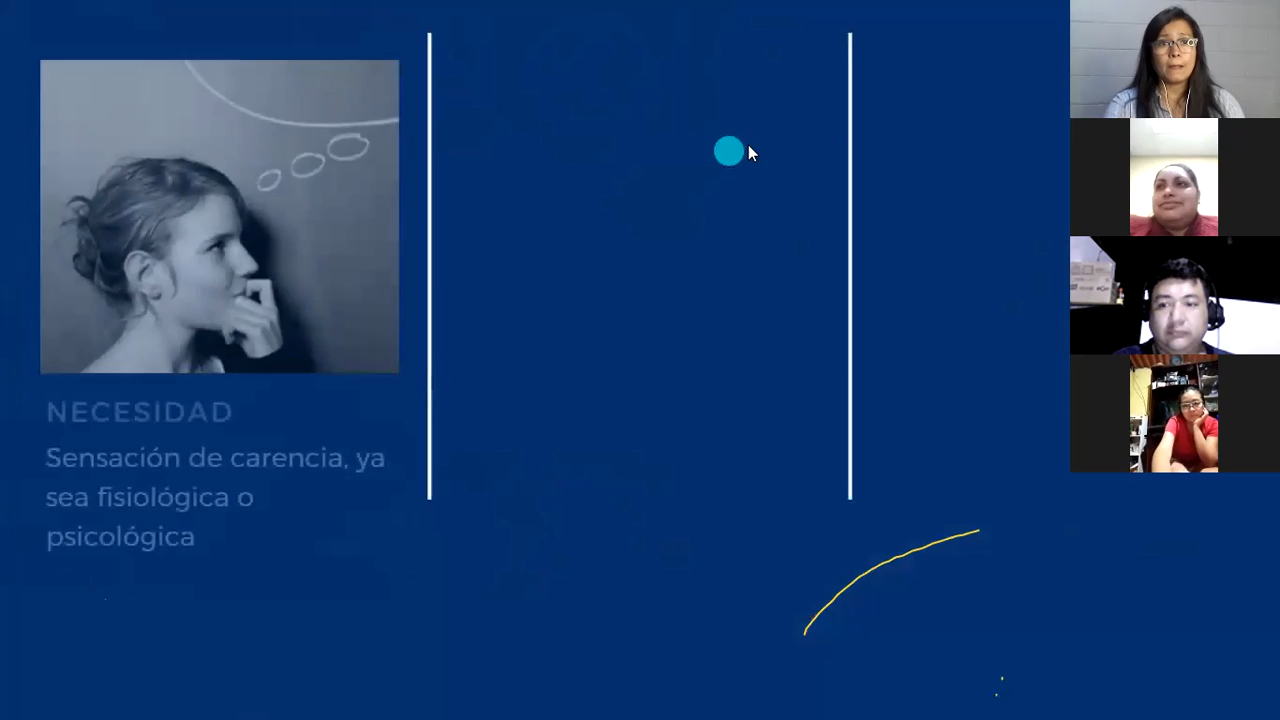 NECESIDAD
Sensación de carencia, ya
sea fisiológica o
psicológica